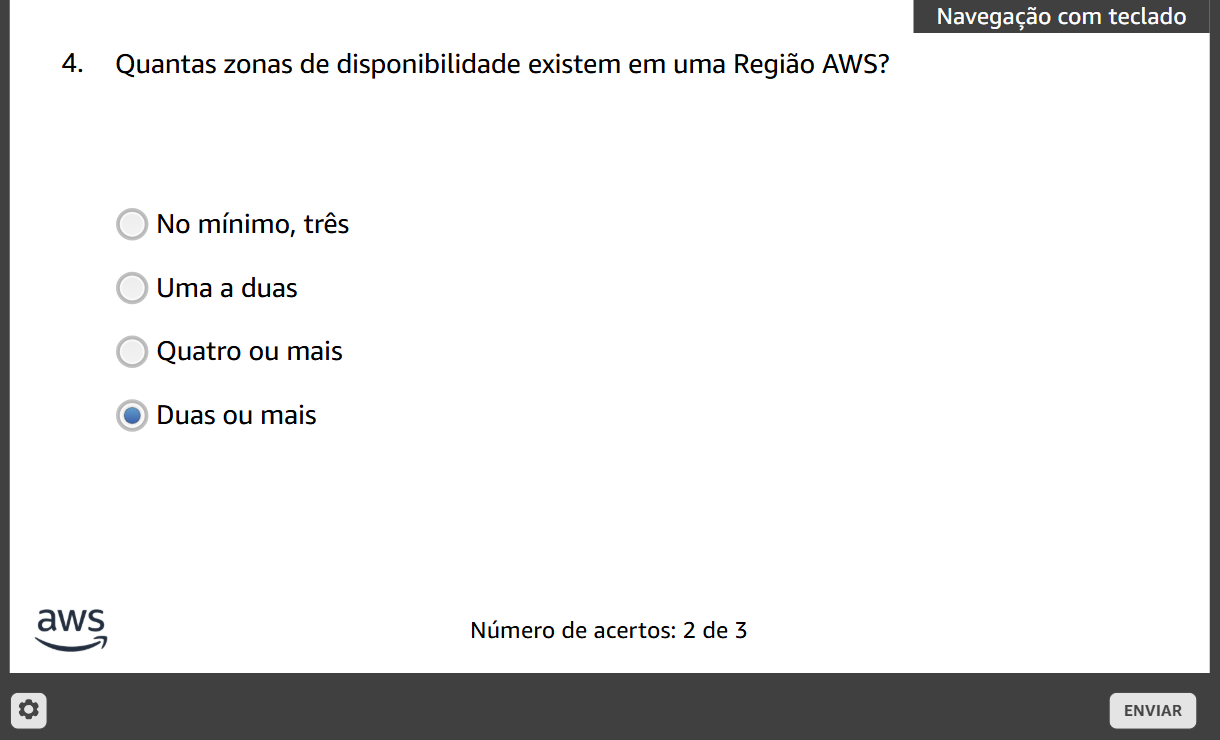 Navegação com teclado
4. Quantas zonas de disponibilidade existem em uma Região AWS?
No mínimo, três
Uma a duas
Quatro ou mais
Duas ou mais
aws
Número de acertos: 2 de 3
ENVIAR